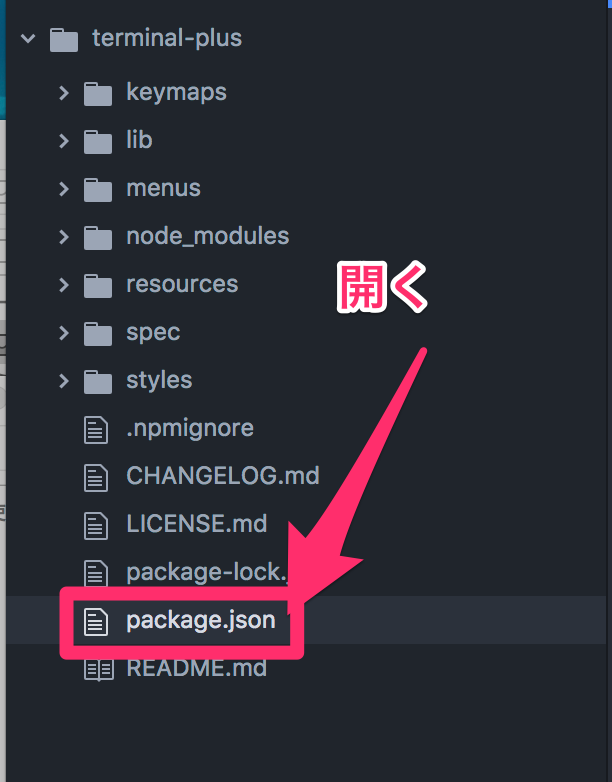 terminal-plus
keymaps
lib
menus
node_modules
resources
開く
spec
styles
.npmignore
CHANGELOG.md
LICENSE.md
package-lock.
package.json
README.md